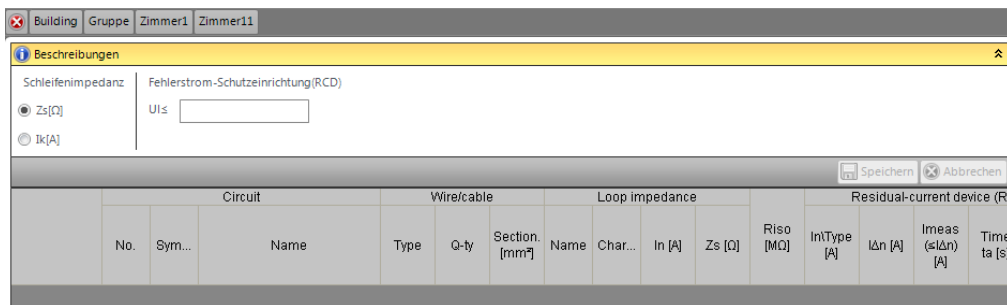 Building Gruppe Zimmer1 Zimmer11
Beschreibungen
Schleifenimpedanz Fehlerstrom-Schutzeinrichtung(RCD)
Zs[Ω] Ul≤
Ik[A]
Speichern Abbrechen
Circuit Wire/cable Loop impedance Residual-current device (R
No. Sym... Name Type Q-ty Section. [mm²] Name Char... In [A] Zs [Ω] Riso [MΩ] In\Type [A] IΔn [A] Imeas (≤IΔn) [A] Time ta [s]